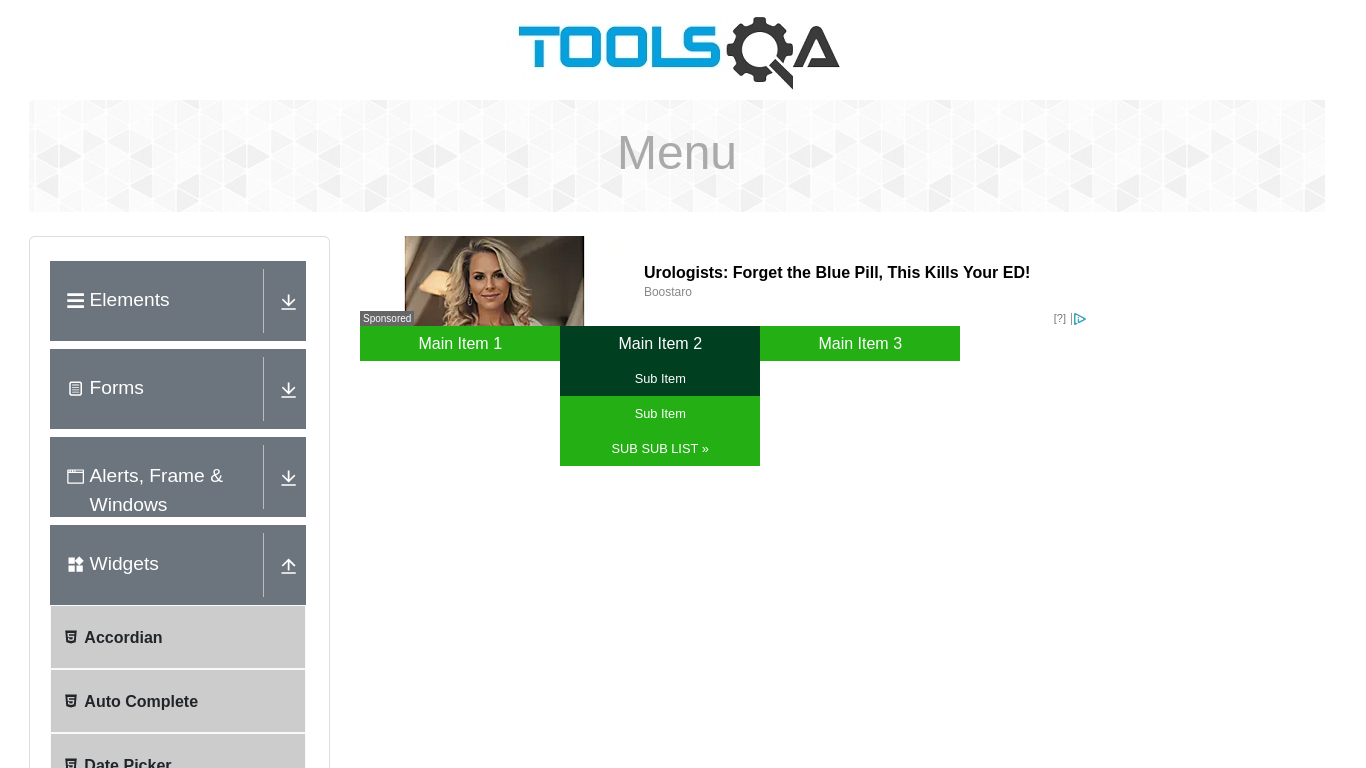 TOOLSQA
Menu
Elements
Forms
Alerts, Frame &
Windows
Widgets
Accordian
Auto Complete
Date Picker
Urologists: Forget the Blue Pill, This Kills Your ED!
Boostaro
Sponsored
[?]
Main Item 1
Main Item 2
Main Item 3
Sub Item
Sub Item
SUB SUB LIST »